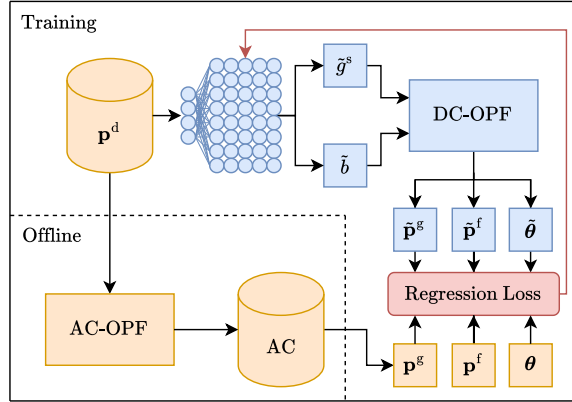 Training
p^d
g̃^s
b̃
DC-OPF
p̃^g p̃^f θ̃
Offline
Regression Loss
AC-OPF
AC
p^g p^f θ